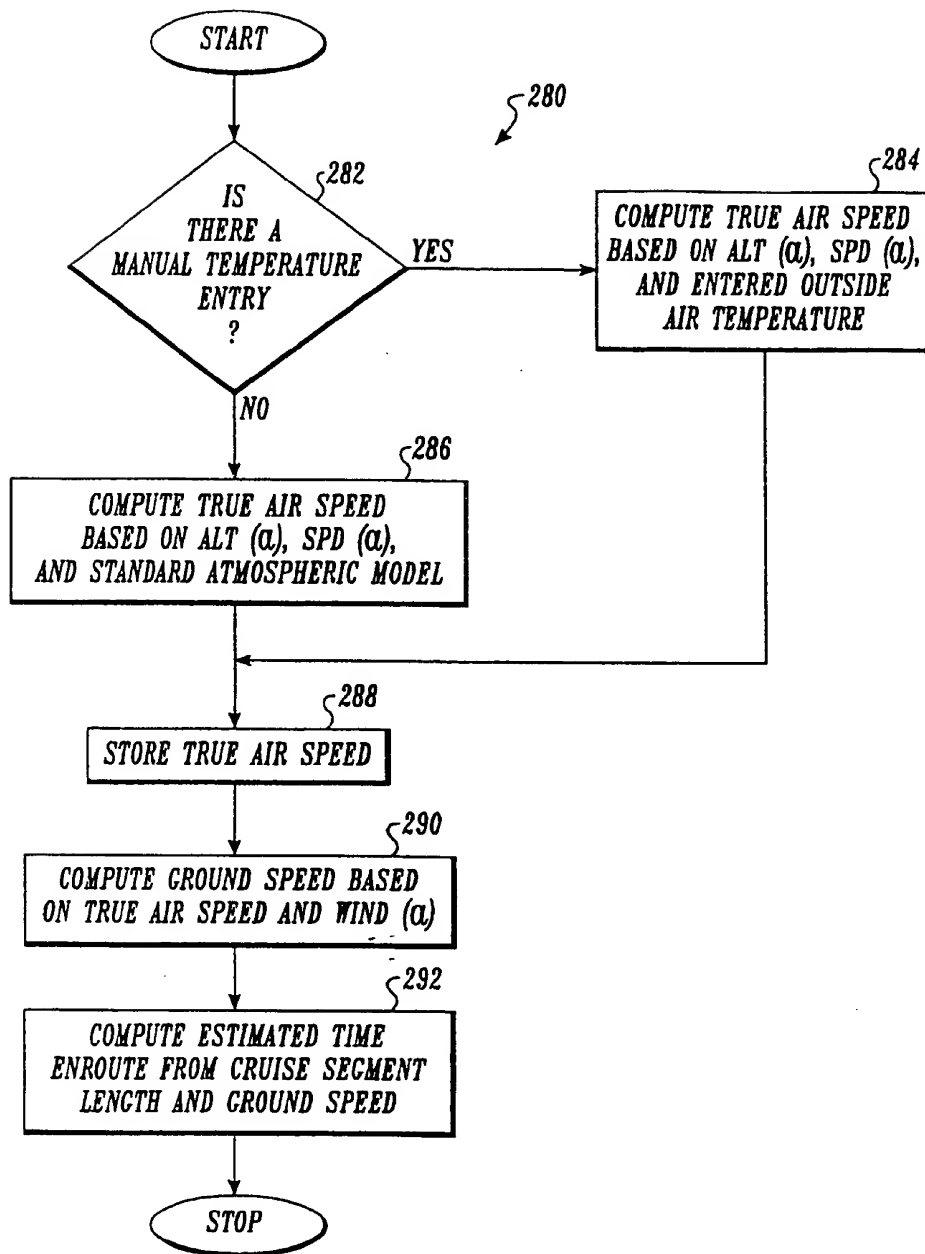 START
280
282
IS
THERE A
MANUAL TEMPERATURE
ENTRY
?
YES
284
COMPUTE TRUE AIR SPEED
BASED ON ALT (α), SPD (α),
AND ENTERED OUTSIDE
AIR TEMPERATURE
NO
286
COMPUTE TRUE AIR SPEED
BASED ON ALT (α), SPD (α),
AND STANDARD ATMOSPHERIC MODEL
288
STORE TRUE AIR SPEED
290
COMPUTE GROUND SPEED BASED
ON TRUE AIR SPEED AND WIND (α)
292
COMPUTE ESTIMATED TIME
ENROUTE FROM CRUISE SEGMENT
LENGTH AND GROUND SPEED
STOP